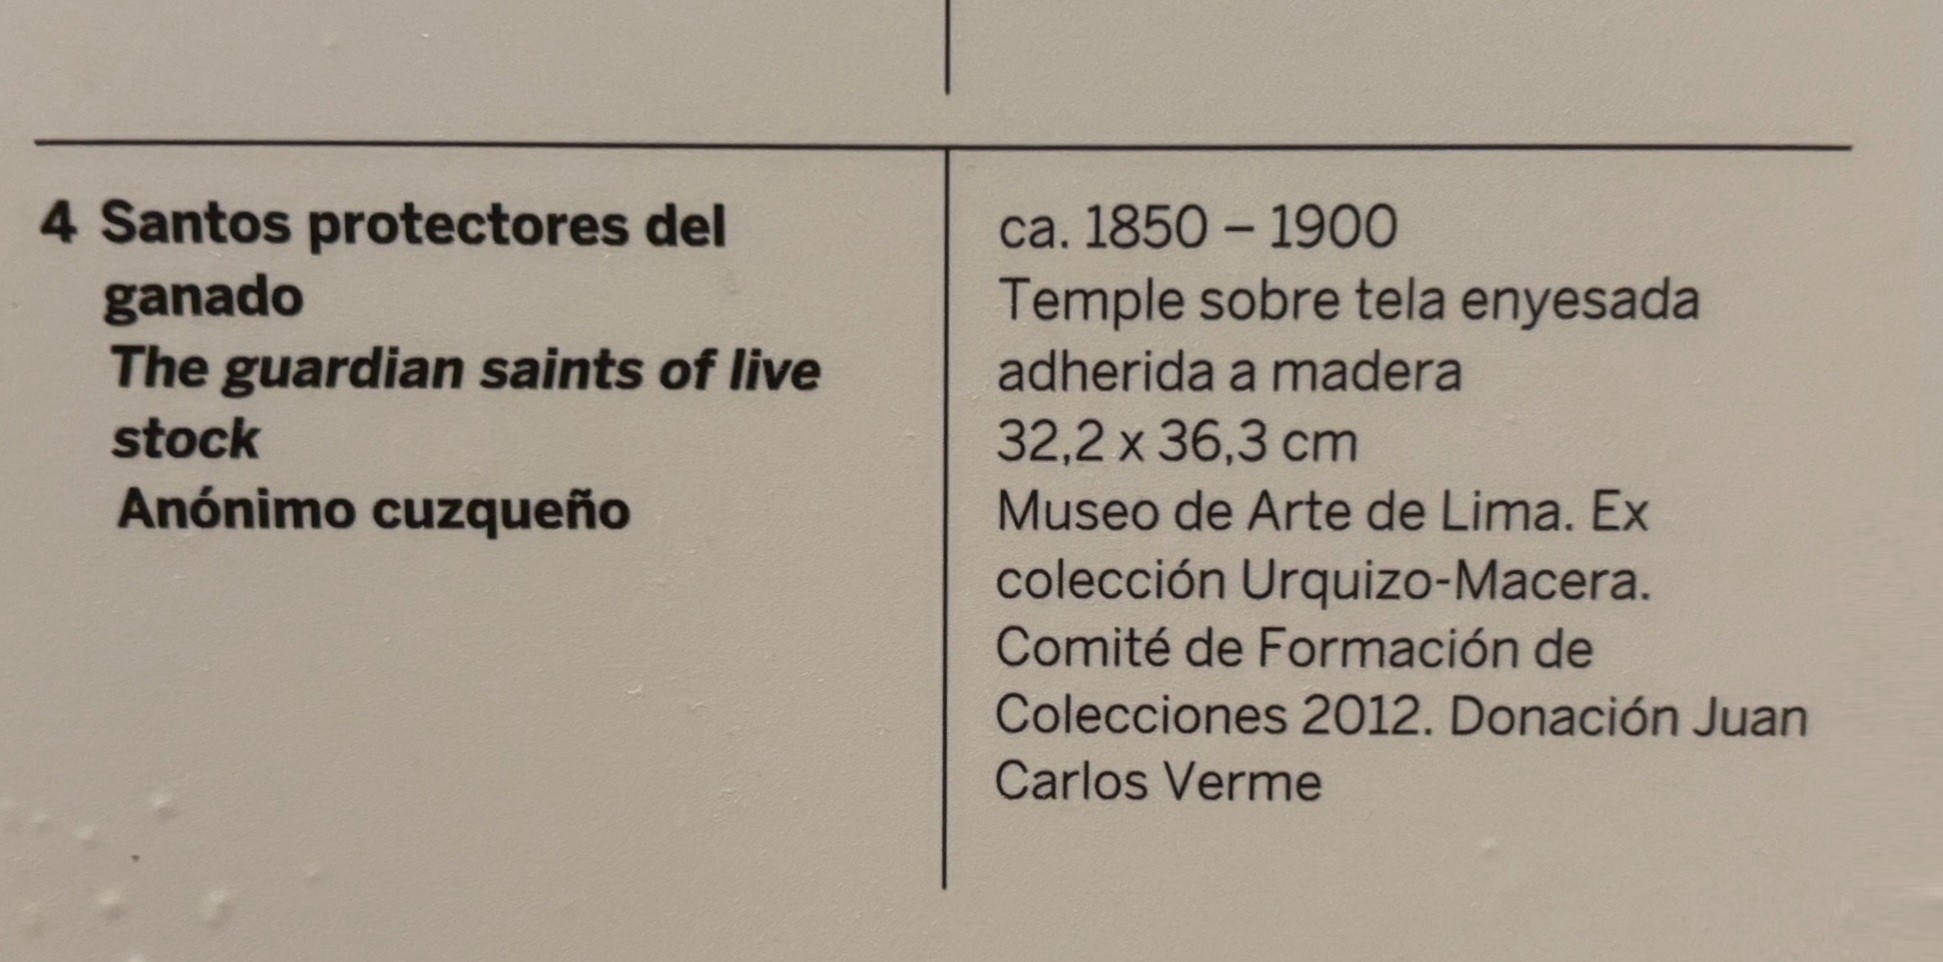 4 Santos protectores del
ganado
The guardian saints of live
stock
Anónimo cuzqueño
ca. 1850 – 1900
Temple sobre tela enyesada
adherida a madera
32,2 x 36,3 cm
Museo de Arte de Lima. Ex
colección Urquizo-Macera.
Comité de Formación de
Colecciones 2012. Donación Juan
Carlos Verme